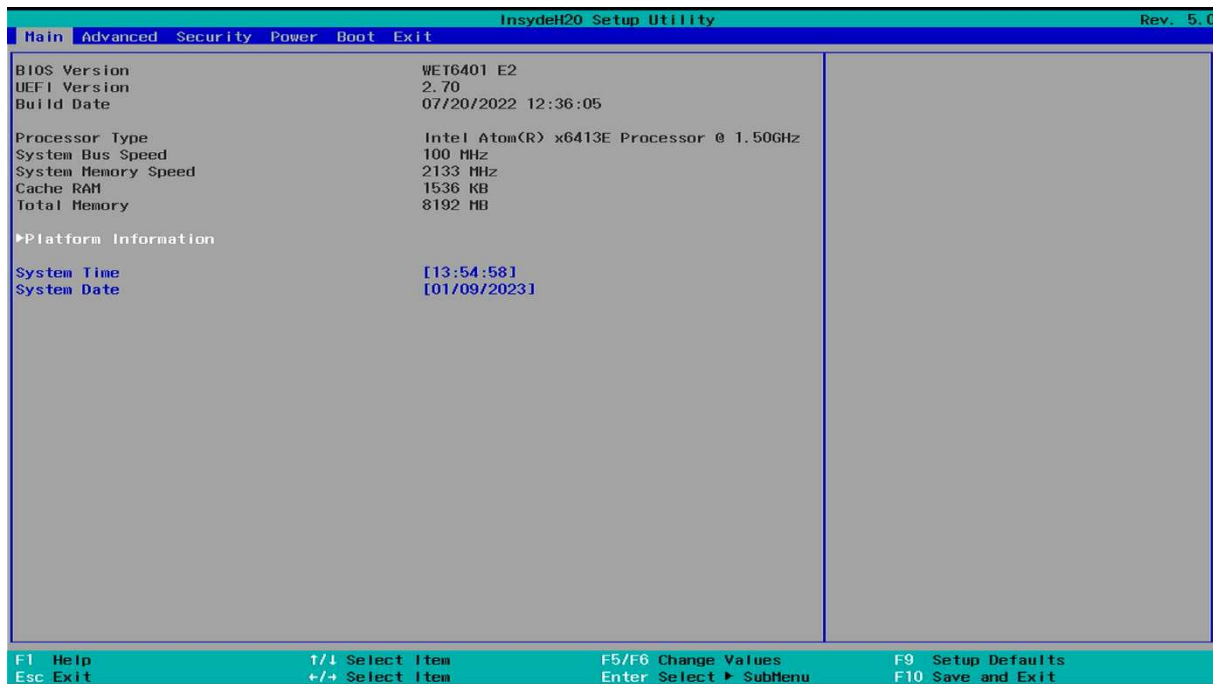 InsydeH20 Setup Utility Rev. 5.0
Main Advanced Security Power Boot Exit
BIOS Version WET6401 E2
UEFI Version 2.70
Build Date 07/20/2022 12:36:05
Processor Type Intel Atom(R) x6413E Processor @ 1.50GHz
System Bus Speed 100 MHz
System Memory Speed 2133 MHz
Cache RAM 1536 KB
Total Memory 8192 MB
▶Platform Information
System Time [13:54:58]
System Date [01/09/2023]
F1 Help ↑/↓ Select Item F5/F6 Change Values F9 Setup Defaults
Esc Exit ←/→ Select Item Enter Select ▶ SubMenu F10 Save and Exit